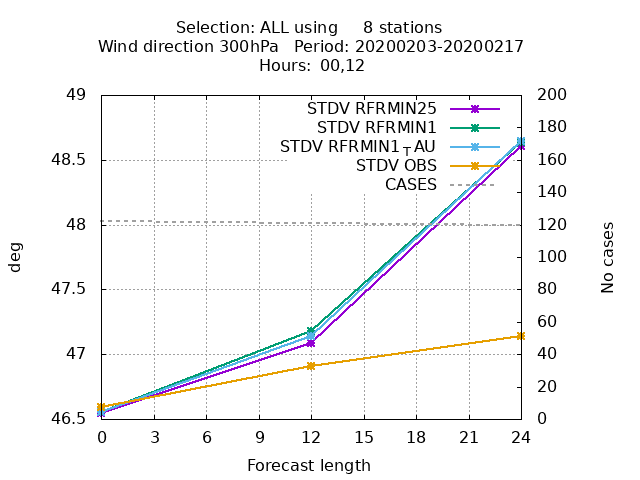 Selection: ALL using 8 stations
Wind direction 300hPa Period: 20200203-20200217
Hours: 00,12
STDV RFRMIN25
STDV RFRMIN1
STDV RFRMIN1_TAU
STDV OBS
CASES
49
48.5
48
47.5
47
46.5
200
180
160
140
120
100
80
60
40
20
0
0 3 6 9 12 15 18 21 24
deg
No cases
Forecast length